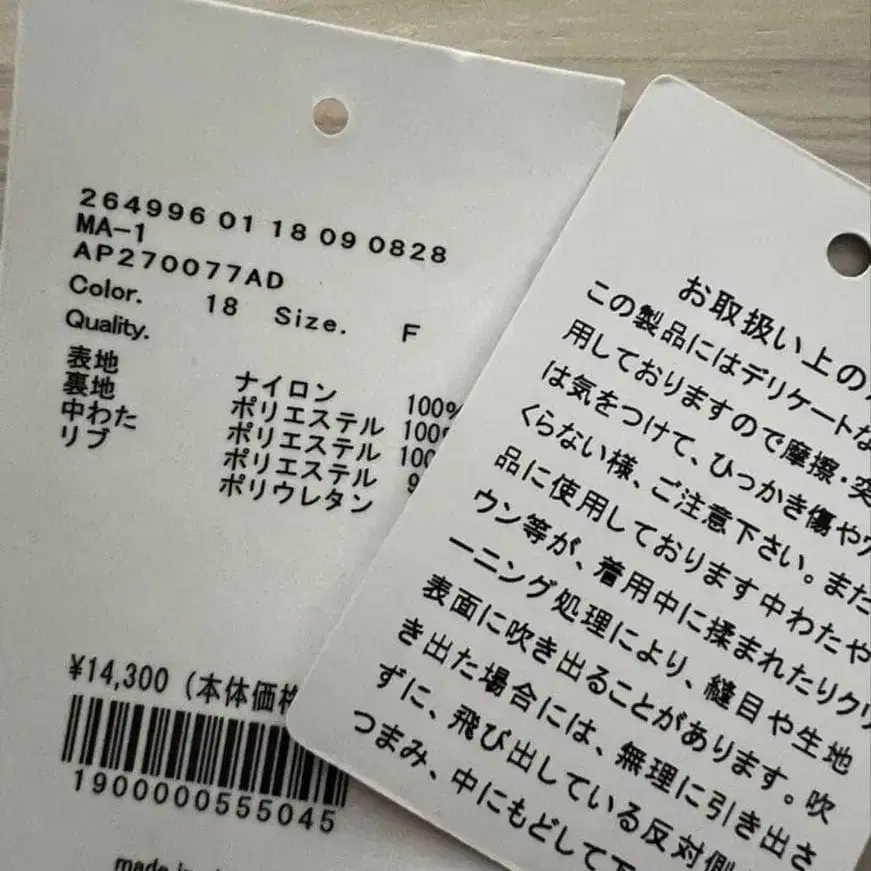 264996 01 18 09 0828
MA-1
AP270077AD
Color. 18 Size. F
Quality.
表地 ナイロン 100%
裏地 ポリエステル 100
中わた ポリエステル 100
リブ ポリエステル 9
ポリウレタン
¥14,300 (本体価格
1900000555045
made in
お取扱い上の
この製品にはデリケートな
用しておりますので摩擦・突
は気をつけて、ひっかき傷や
くらない様、ご注意下さい。また
品に使用しております中わたや
ウン等が、着用中に揉まれたりクリ
ーニング処理により、縫目や生地
表面に吹き出ることがあります。吹
き出た場合には、無理に引き出さ
ずに、飛び出している反対側
つまみ、中にもどして下